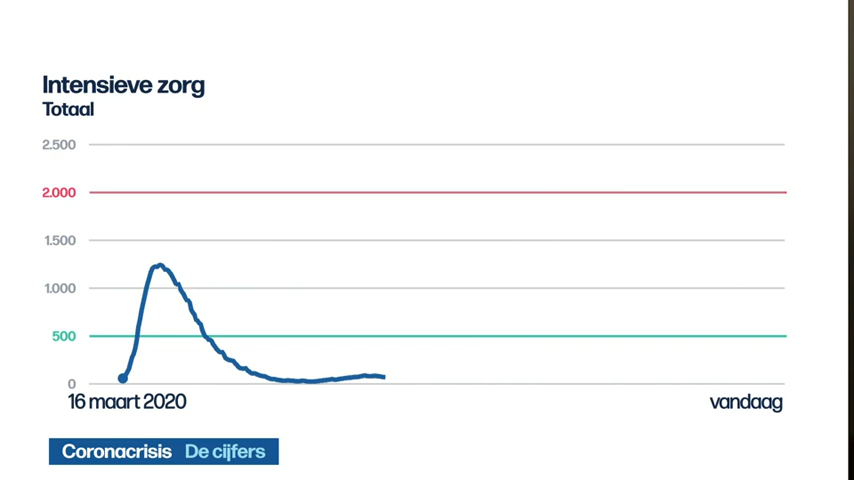 Intensieve zorg
Totaal
2.500
2.000
1.500
1.000
500
0
16 maart 2020 vandaag
Coronacrisis De cijfers